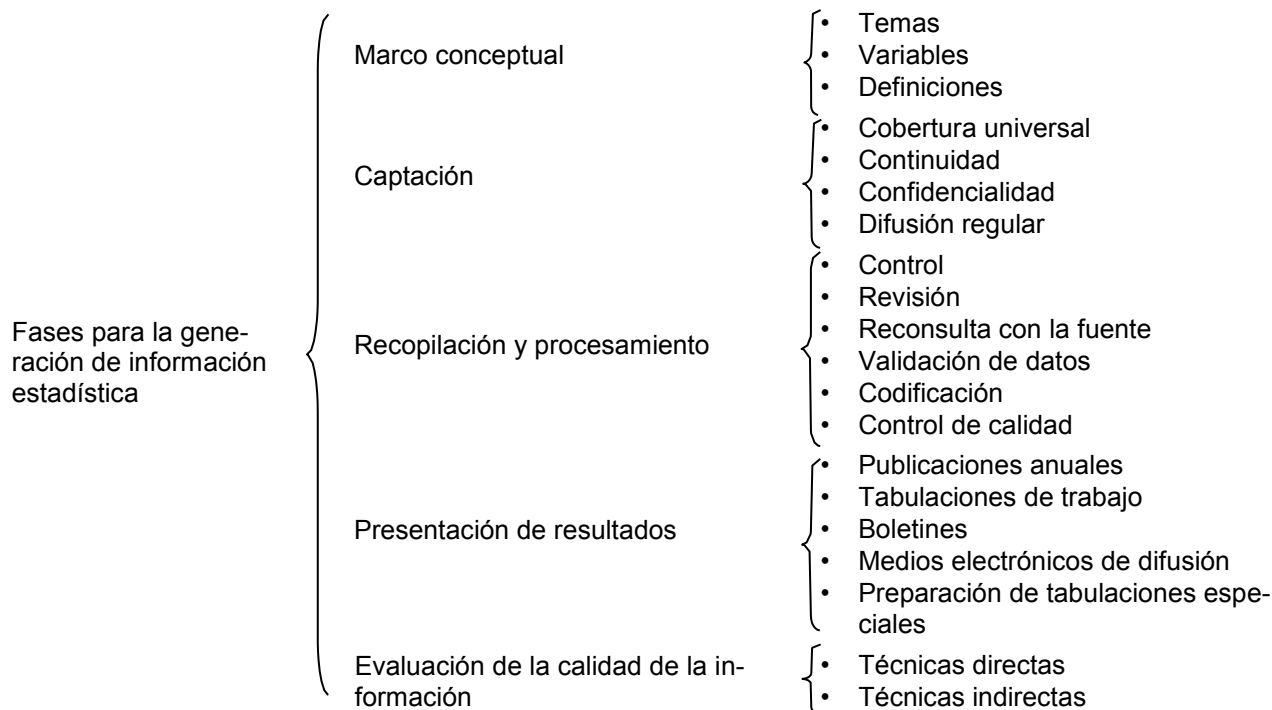 Fases para la gene-
ración de información
estadística
Marco conceptual
• Temas
• Variables
• Definiciones
Captación
• Cobertura universal
• Continuidad
• Confidencialidad
• Difusión regular
Recopilación y procesamiento
• Control
• Revisión
• Reconsulta con la fuente
• Validación de datos
• Codificación
• Control de calidad
Presentación de resultados
• Publicaciones anuales
• Tabulaciones de trabajo
• Boletines
• Medios electrónicos de difusión
• Preparación de tabulaciones espe-
ciales
Evaluación de la calidad de la in-
formación
• Técnicas directas
• Técnicas indirectas